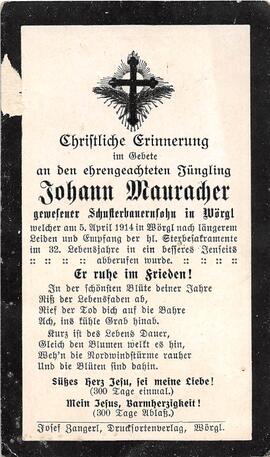 Christliche Erinnerung
im Gebete
an den ehrengeachteten Jüngling
Johann Mauracher
gewesener Schusterbauernsohn in Wörgl
welcher am 5. April 1914 in Wörgl nach längerem
Leiden und Empfang der hl. Sterbesakramente
im 32. Lebensjahre in ein besseres Jenseits
:: :: :: :: abberufen wurde. :: :: :: ::
Er ruhe im Frieden!
In der schönsten Blüte deiner Jahre
Riß der Lebensfaden ab,
Rief der Tod dich auf die Bahre
Ach, ins kühle Grab hinab.
Kurz ist des Lebens Dauer,
Gleich den Blumen welkt es hin,
Weh'n die Nordwindstürme rauher
Und die Blüten sind dahin.
Süßes Herz Jesu, sei meine Liebe!
(300 Tage einmal.)
Mein Jesus, Barmherzigkeit!
(300 Tage Ablaß.)
Josef Zangerl, Drucksortenverlag, Wörgl.